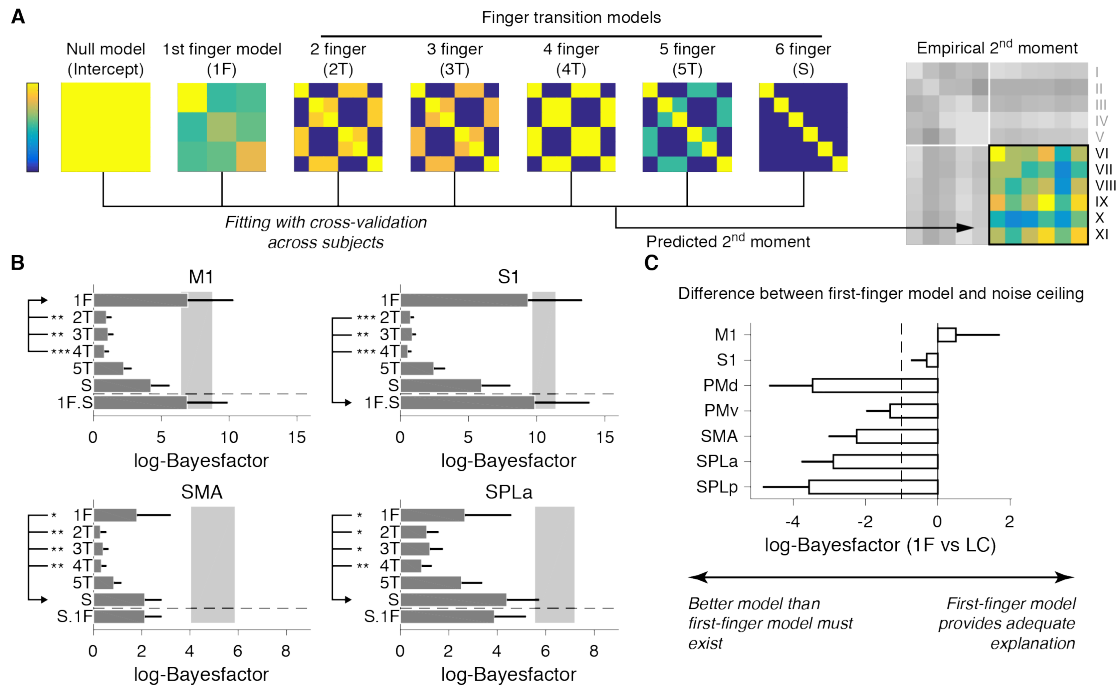 A
Finger transition models
Null model
(Intercept)
1st finger model
(1F)
2 finger
(2T)
3 finger
(3T)
4 finger
(4T)
5 finger
(5T)
6 finger
(S)
Empirical 2nd moment
I
II
III
IV
V
VI
VII
VIII
IX
X
XI
Fitting with cross-validation
across subjects
Predicted 2nd moment
B
M1
1F
** 2T
** 3T
*** 4T
5T
S
1F.S
0 5 10 15
log-Bayesfactor
S1
1F
*** 2T
** 3T
*** 4T
5T
S
1F.S
0 5 10 15
log-Bayesfactor
SMA
* 1F
** 2T
** 3T
** 4T
5T
S
S.1F
0 2 4 6 8
log-Bayesfactor
SPLa
* 1F
* 2T
* 3T
** 4T
5T
S
S.1F
0 2 4 6 8
log-Bayesfactor
C
Difference between first-finger model and noise ceiling
M1
S1
PMd
PMv
SMA
SPLa
SPLp
-4 -2 0 2
log-Bayesfactor (1F vs LC)
Better model than
first-finger model must
exist
First-finger model
provides adequate
explanation